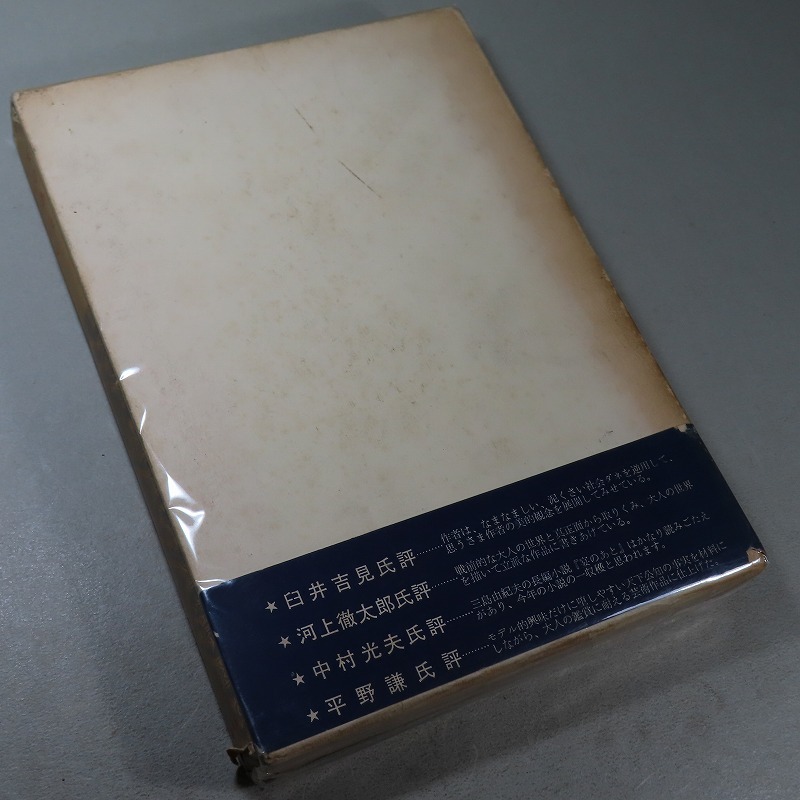 ★臼井吉見氏評……作者は、なまなましい、泥くさい社会ダネを運用して、
思うさま作者の美的観念を展開してみせている。
★河上徹太郎氏評……戯画的な大人の世界と真正面から取りくみ、大人の世界
を描いて立派な作品に書きあげている。
★中村光夫氏評……三島由紀夫の長編小説『宴のあと』はかなり読みごたえ
があり、今年の小説の一収穫と思われます。
★平野謙氏評……モデル的興味だけに堕しやすい天下公知の事実を材料に
しながら、大人の鑑賞に耐える芸術作品に仕上げた。